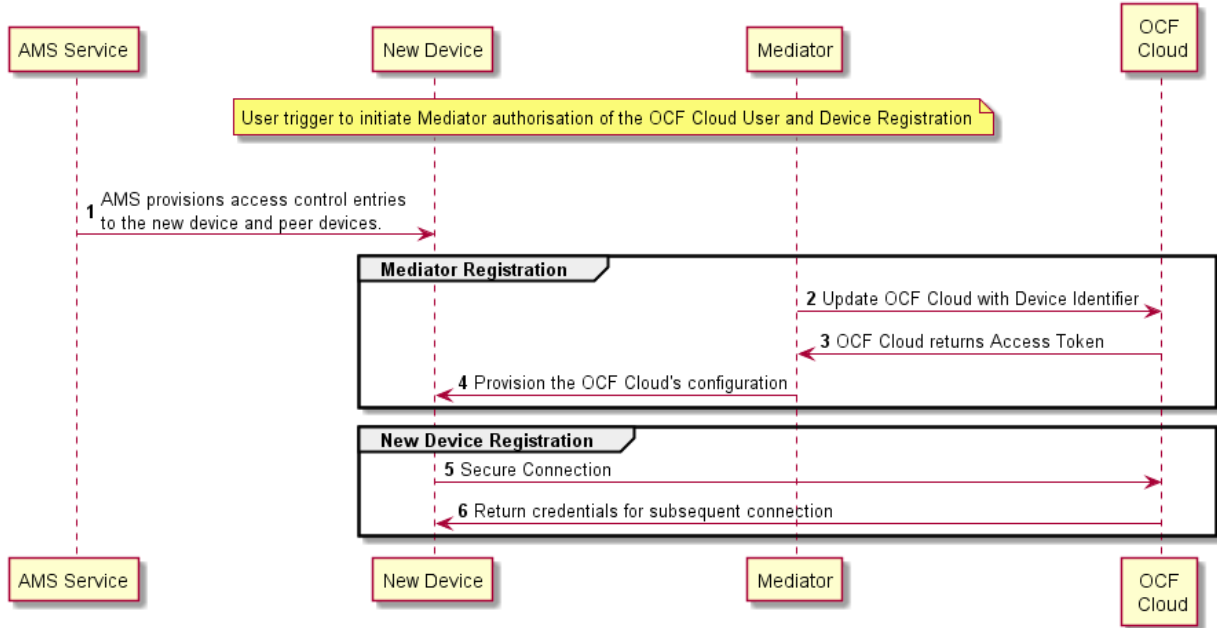 AMS Service
New Device
Mediator
OCF
Cloud
User trigger to initiate Mediator authorisation of the OCF Cloud User and Device Registration
1 AMS provisions access control entries
to the new device and peer devices.
Mediator Registration
2 Update OCF Cloud with Device Identifier
3 OCF Cloud returns Access Token
4 Provision the OCF Cloud's configuration
New Device Registration
5 Secure Connection
6 Return credentials for subsequent connection
AMS Service
New Device
Mediator
OCF
Cloud